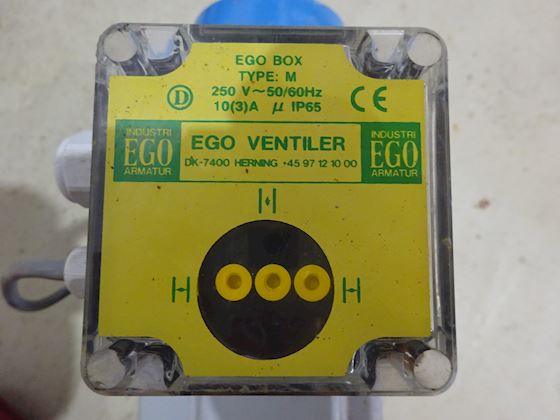 EGO BOX
TYPE: M
250 V~50/60Hz
10(3)A μ IP65
D
CE
INDUSTRI
EGO
ARMATUR
EGO VENTILER
DK-7400 HERNING +45 97 12 10 00
INDUSTRI
EGO
ARMATUR